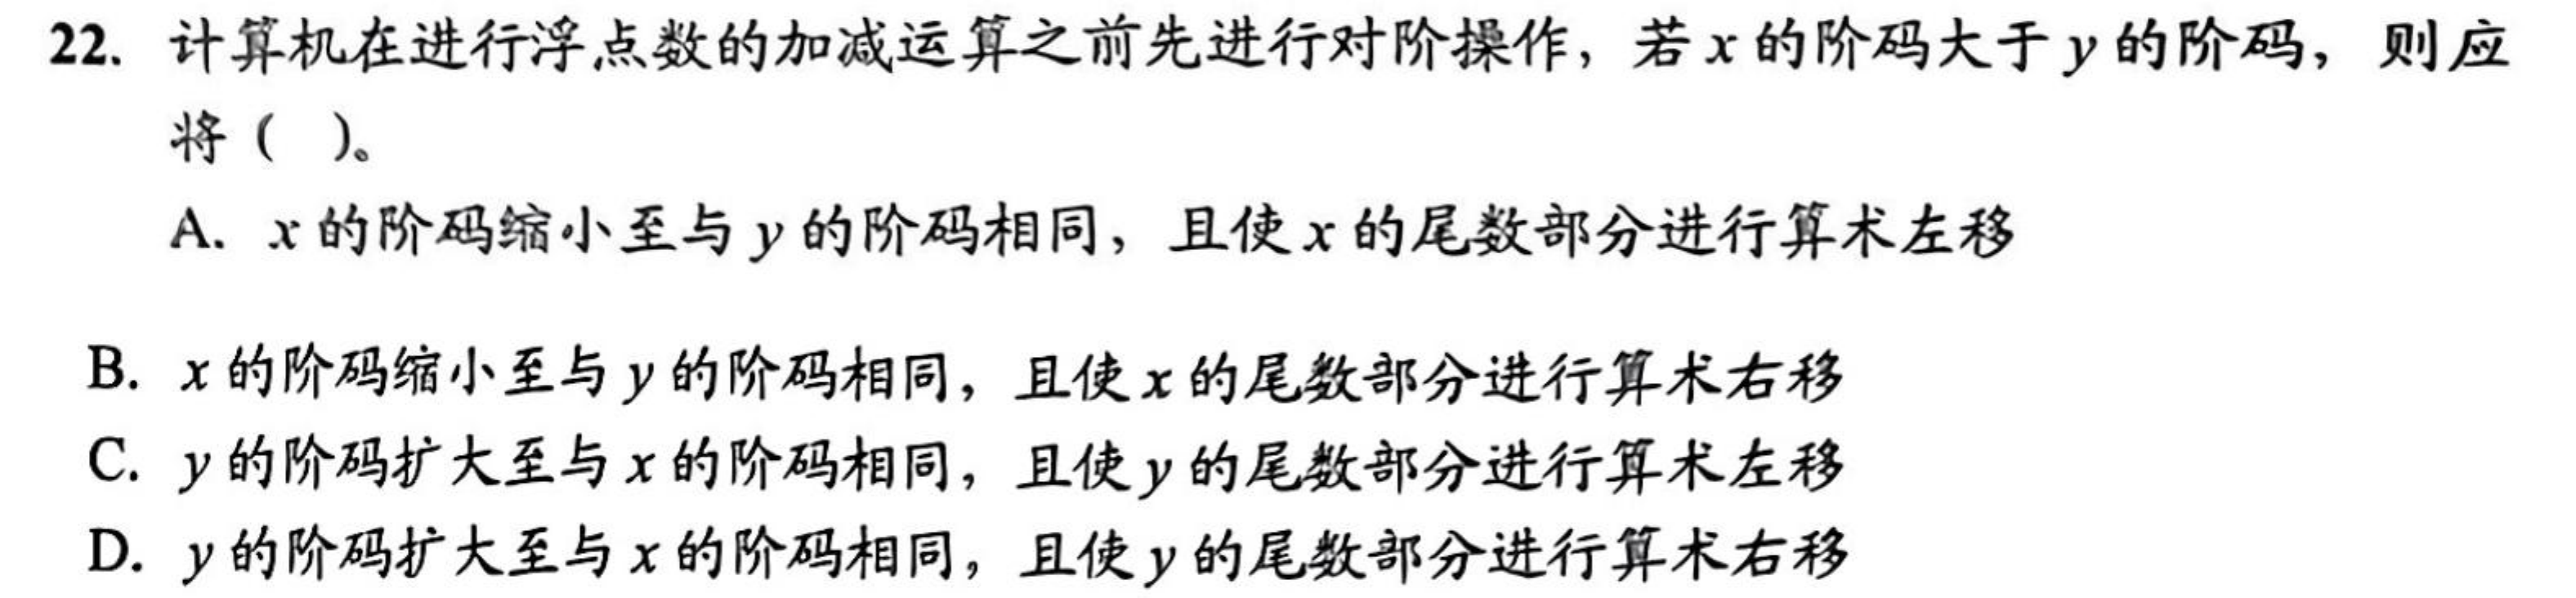 22. 计算机在进行浮点数的加减运算之前先进行对阶操作，若 x 的阶码大于 y 的阶码，则应
将（ ）。
A. x 的阶码缩小至与 y 的阶码相同，且使 x 的尾数部分进行算术左移
B. x 的阶码缩小至与 y 的阶码相同，且使 x 的尾数部分进行算术右移
C. y 的阶码扩大至与 x 的阶码相同，且使 y 的尾数部分进行算术左移
D. y 的阶码扩大至与 x 的阶码相同，且使 y 的尾数部分进行算术右移